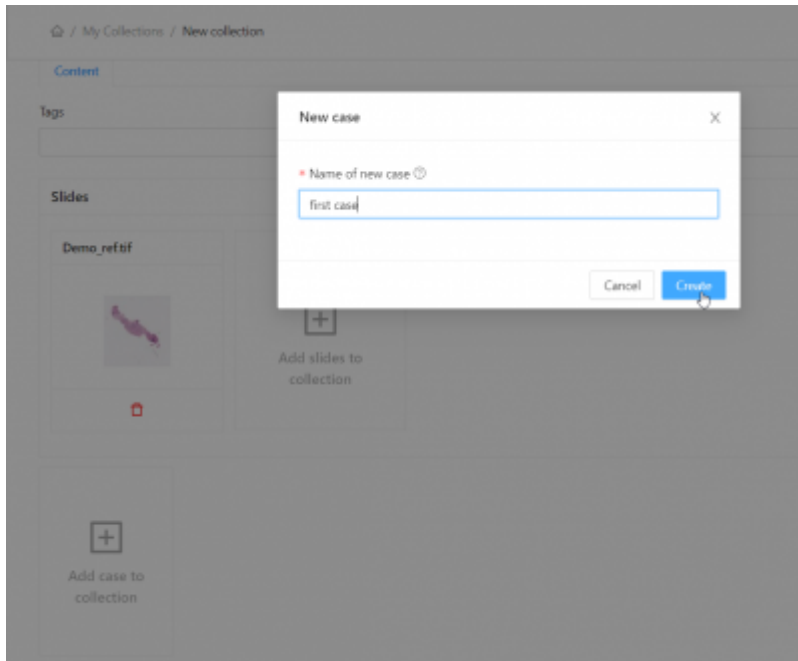 / My Collections / New collection
Content
Tags
New case
* Name of new case
first case
Cancel Create
Slides
Demo_ref.tif
Add slides to
collection
Add case to
collection